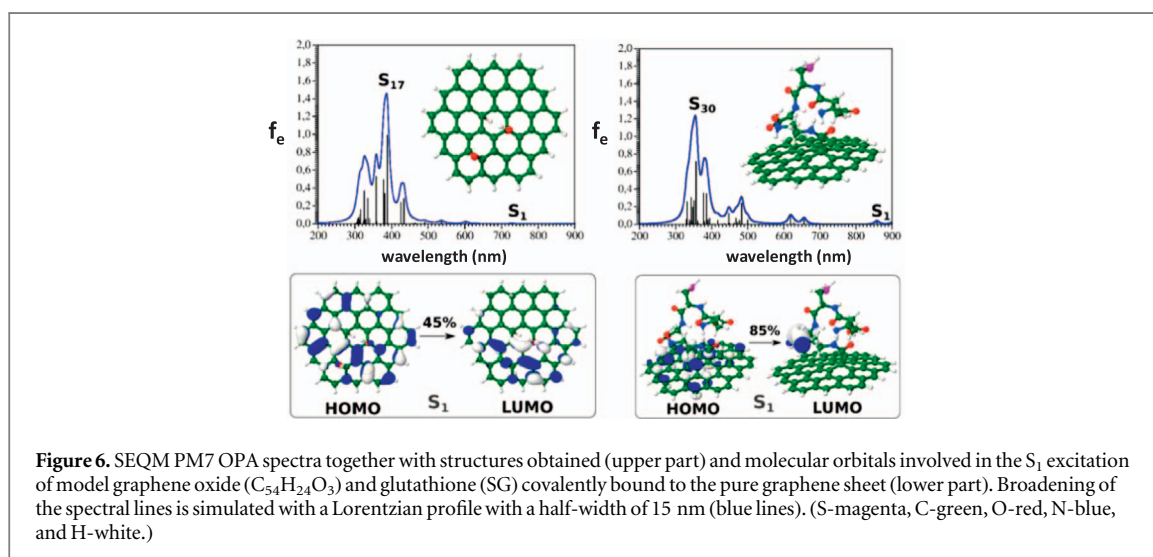 2,0
1,8
1,6
1,4
1,2
1,0
0,8
0,6
0,4
0,2
0,0
fe
S17
S1
200 300 400 500 600 700 800 900
wavelength (nm)
2,0
1,8
1,6
1,4
1,2
1,0
0,8
0,6
0,4
0,2
0,0
fe
S30
S1
200 300 400 500 600 700 800 900
wavelength (nm)
45%
HOMO S1 LUMO
85%
HOMO S1 LUMO
Figure 6. SEQM PM7 OPA spectra together with structures obtained (upper part) and molecular orbitals involved in the S1 excitation
of model graphene oxide (C54H24O3) and glutathione (SG) covalently bound to the pure graphene sheet (lower part). Broadening of
the spectral lines is simulated with a Lorentzian profile with a half-width of 15 nm (blue lines). (S-magenta, C-green, O-red, N-blue,
and H-white.)